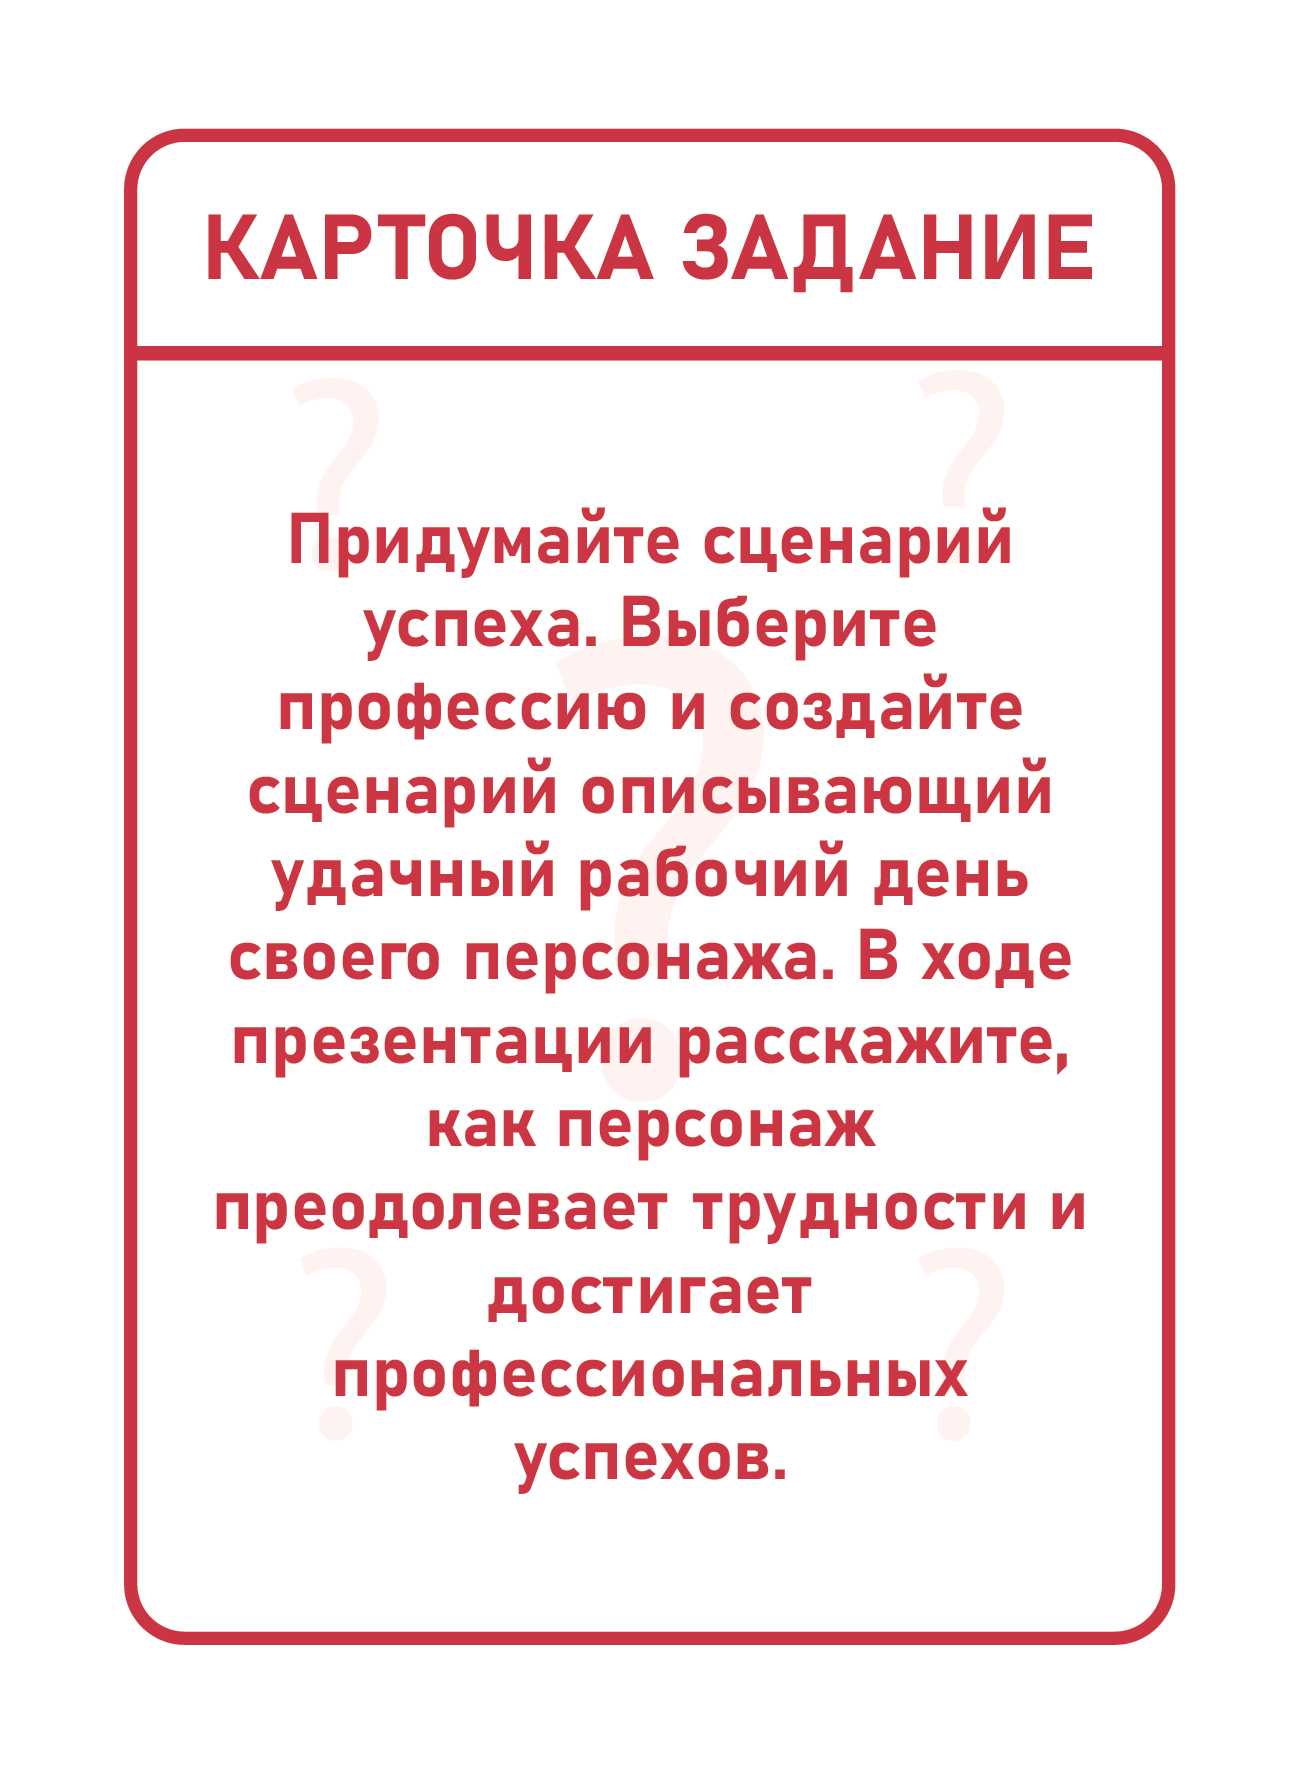 КАРТОЧКА ЗАДАНИЕ
Придумайте сценарий
успеха. Выберите
профессию и создайте
сценарий описывающий
удачный рабочий день
своего персонажа. В ходе
презентации расскажите,
как персонаж
преодолевает трудности и
достигает
профессиональных
успехов.